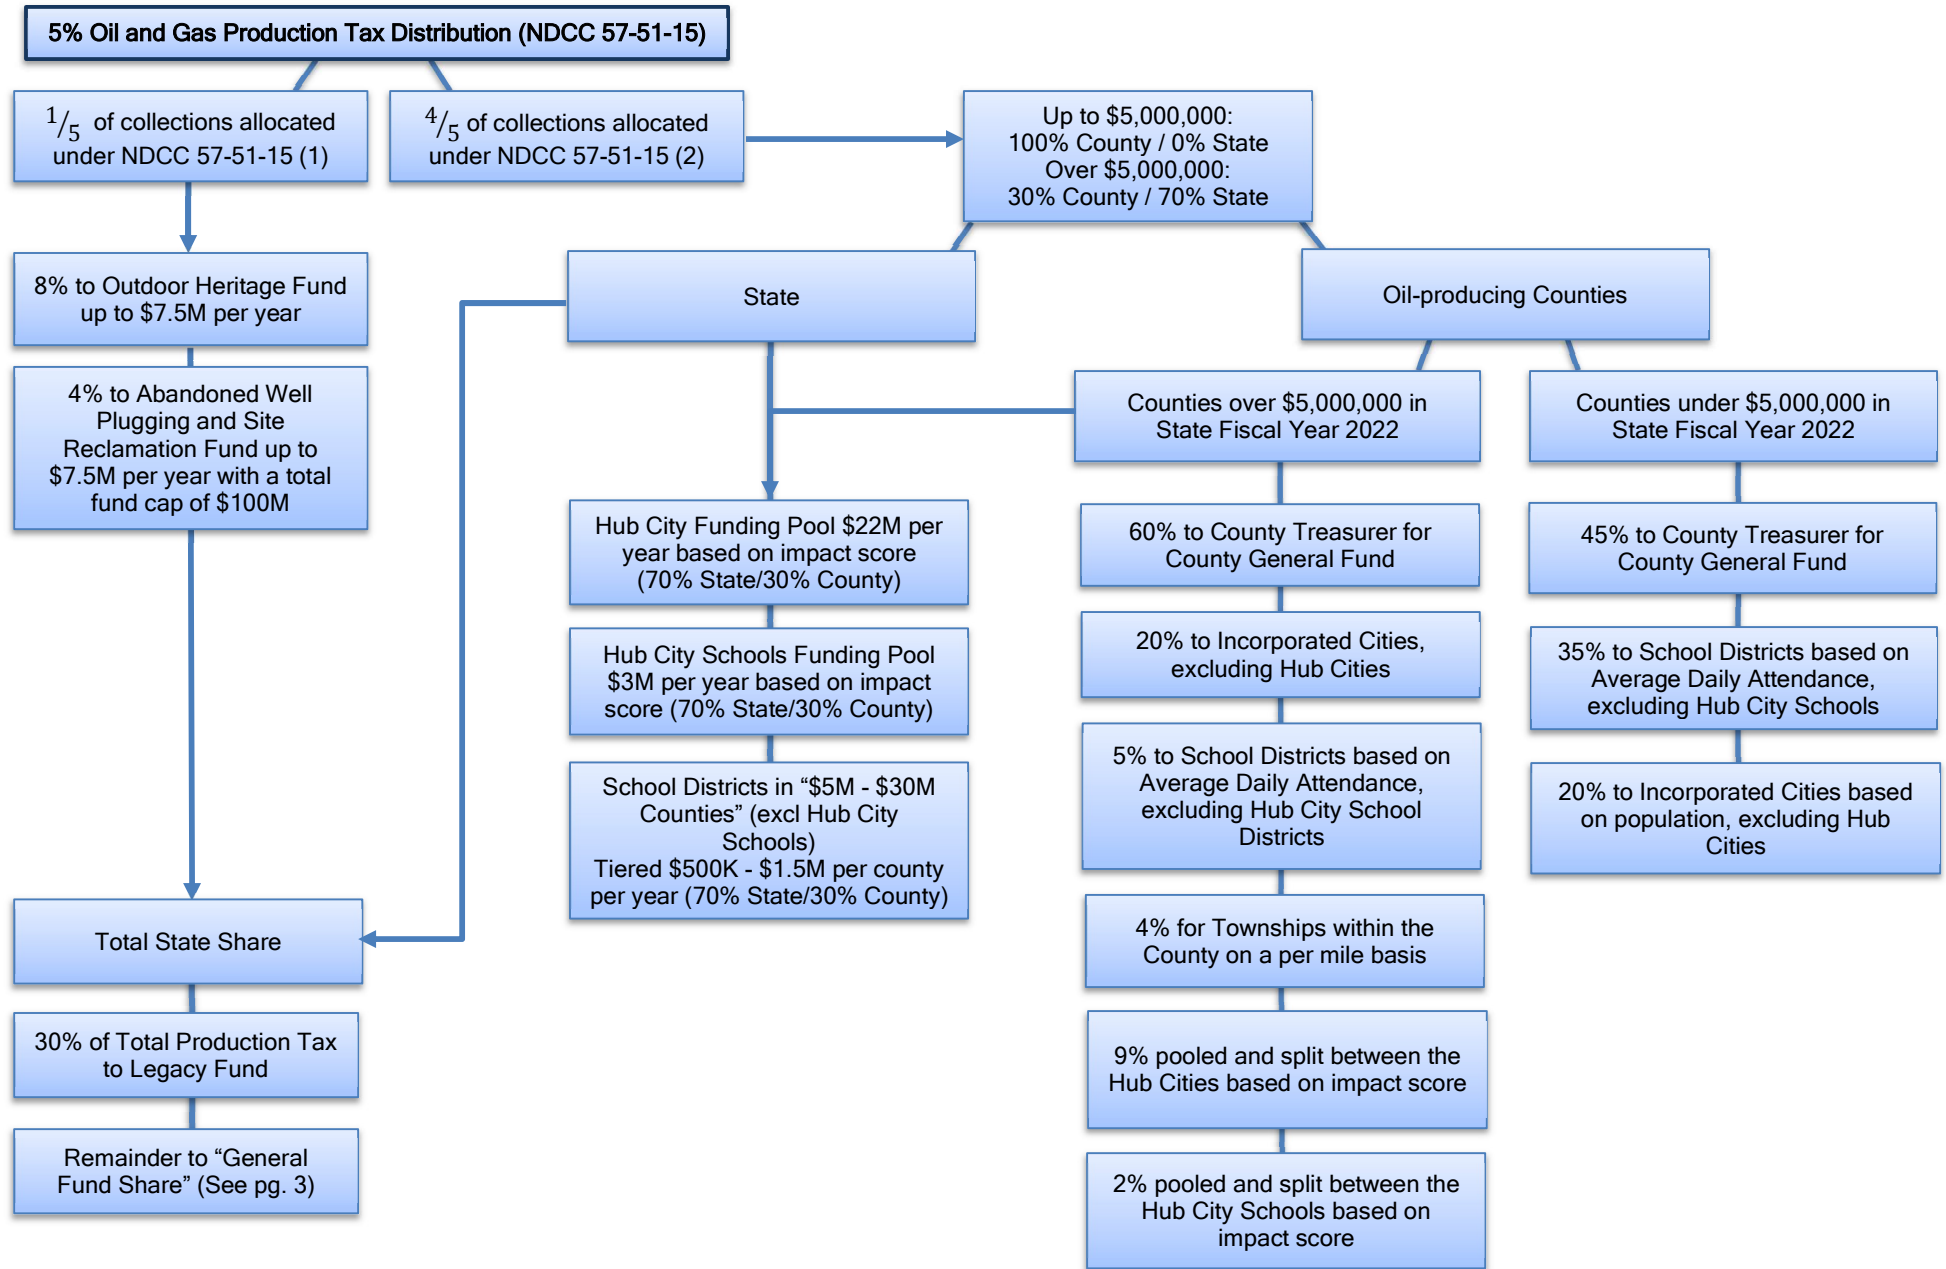 5% Oil and Gas Production Tax Distribution (NDCC 57-51-15)
1/5 of collections allocated
under NDCC 57-51-15 (1)
4/5 of collections allocated
under NDCC 57-51-15 (2)
Up to $5,000,000:
100% County / 0% State
Over $5,000,000:
30% County / 70% State
8% to Outdoor Heritage Fund
up to $7.5M per year
State
Oil-producing Counties
4% to Abandoned Well
Plugging and Site
Reclamation Fund up to
$7.5M per year with a total
fund cap of $100M
Counties over $5,000,000 in
State Fiscal Year 2022
Counties under $5,000,000 in
State Fiscal Year 2022
Hub City Funding Pool $22M per
year based on impact score
(70% State/30% County)
60% to County Treasurer for
County General Fund
45% to County Treasurer for
County General Fund
Hub City Schools Funding Pool
$3M per year based on impact
score (70% State/30% County)
20% to Incorporated Cities,
excluding Hub Cities
35% to School Districts based on
Average Daily Attendance,
excluding Hub City Schools
School Districts in “$5M - $30M
Counties” (excl Hub City
Schools)
Tiered $500K - $1.5M per county
per year (70% State/30% County)
5% to School Districts based on
Average Daily Attendance,
excluding Hub City School
Districts
20% to Incorporated Cities based
on population, excluding Hub
Cities
Total State Share
4% for Townships within the
County on a per mile basis
30% of Total Production Tax
to Legacy Fund
9% pooled and split between the
Hub Cities based on impact score
Remainder to “General
Fund Share” (See pg. 3)
2% pooled and split between the
Hub City Schools based on
impact score